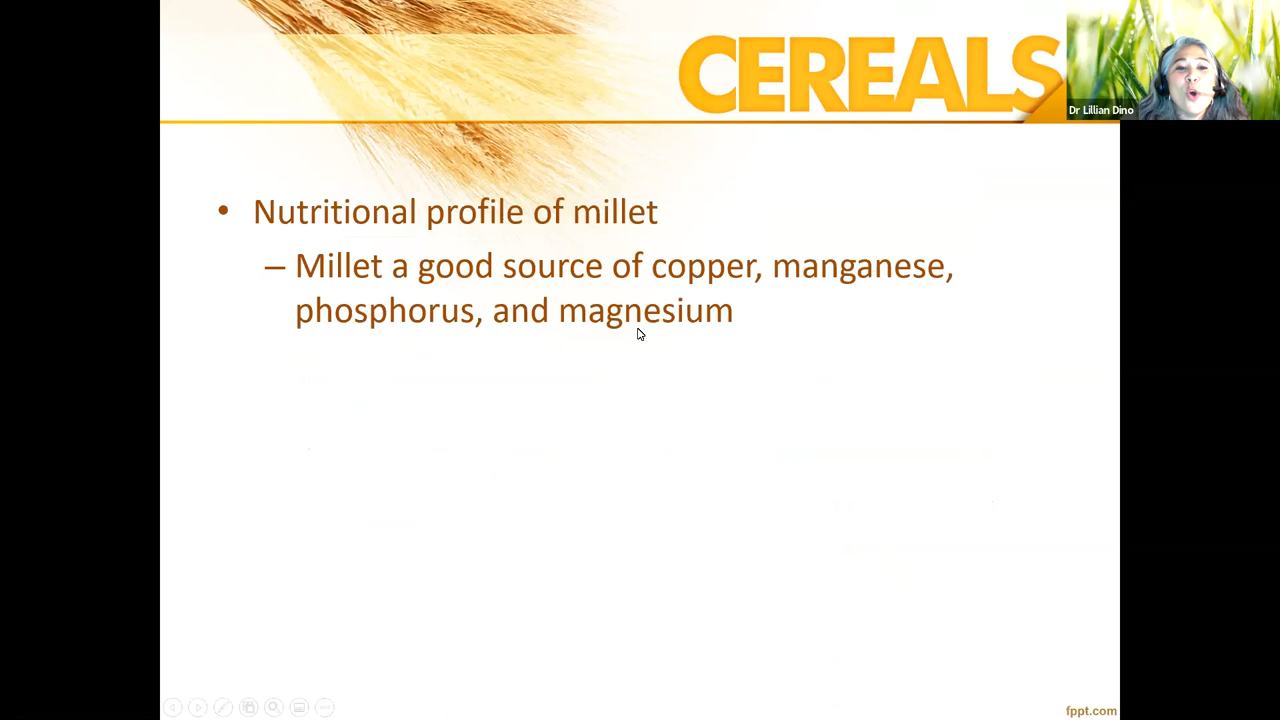 CEREALS
Dr Lillian Dino
• Nutritional profile of millet
– Millet a good source of copper, manganese,
phosphorus, and magnesium
fppt.com